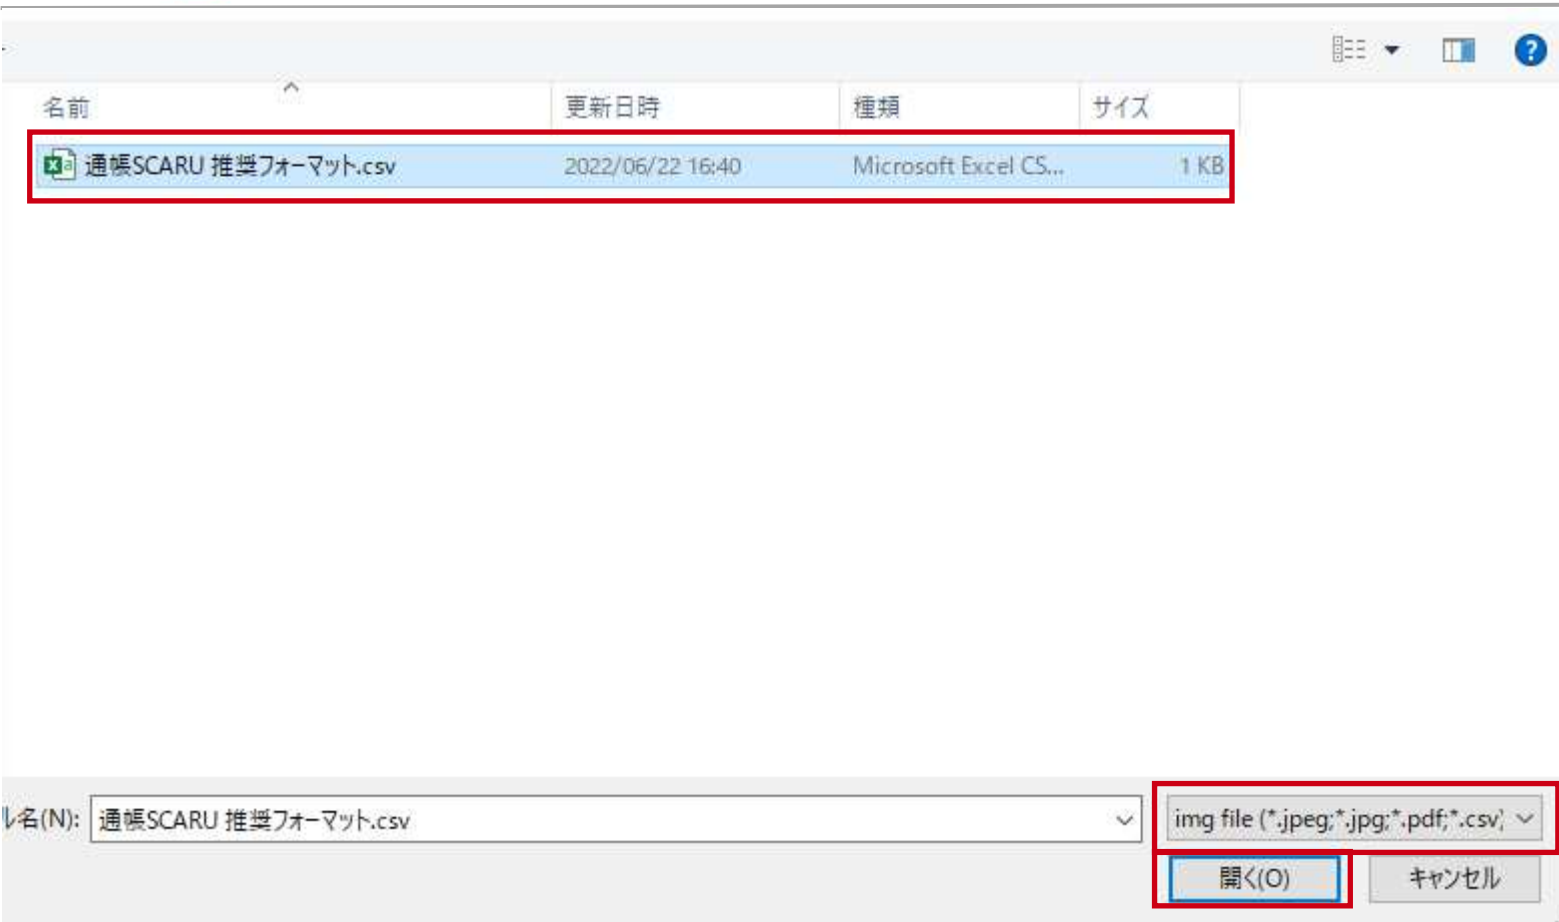 名前 更新日時 種類 サイズ
通帳SCARU 推奨フォーマット.csv 2022/06/22 16:40 Microsoft Excel CS... 1 KB
ル名(N): 通帳SCARU 推奨フォーマット.csv img file (*.jpeg;*.jpg;*.pdf;*.csv;
開く(O) キャンセル